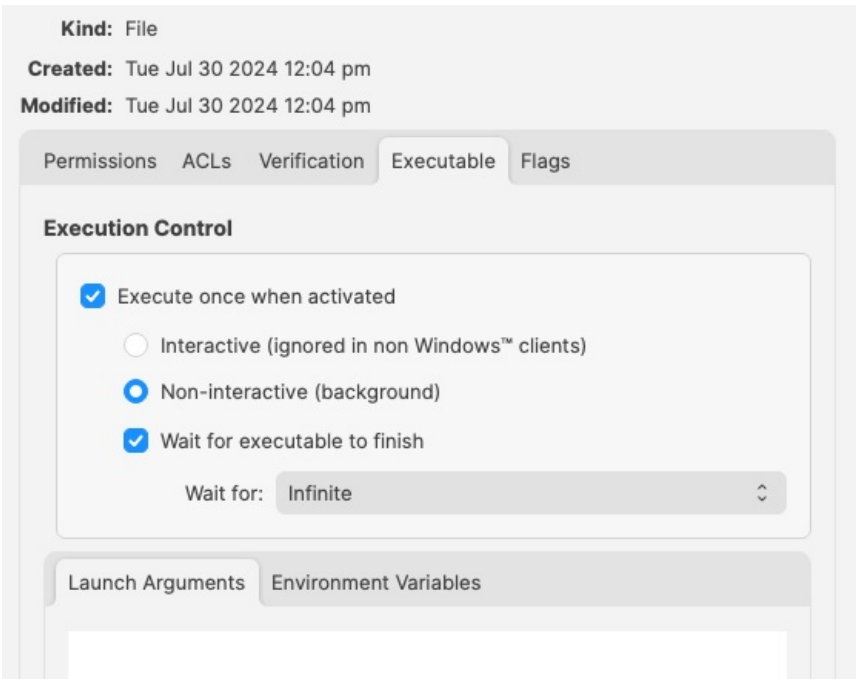 Kind: File
Created: Tue Jul 30 2024 12:04 pm
Modified: Tue Jul 30 2024 12:04 pm
Permissions ACLs Verification Executable Flags
Execution Control
Execute once when activated
Interactive (ignored in non Windows™ clients)
Non-interactive (background)
Wait for executable to finish
Wait for: Infinite
Launch Arguments Environment Variables